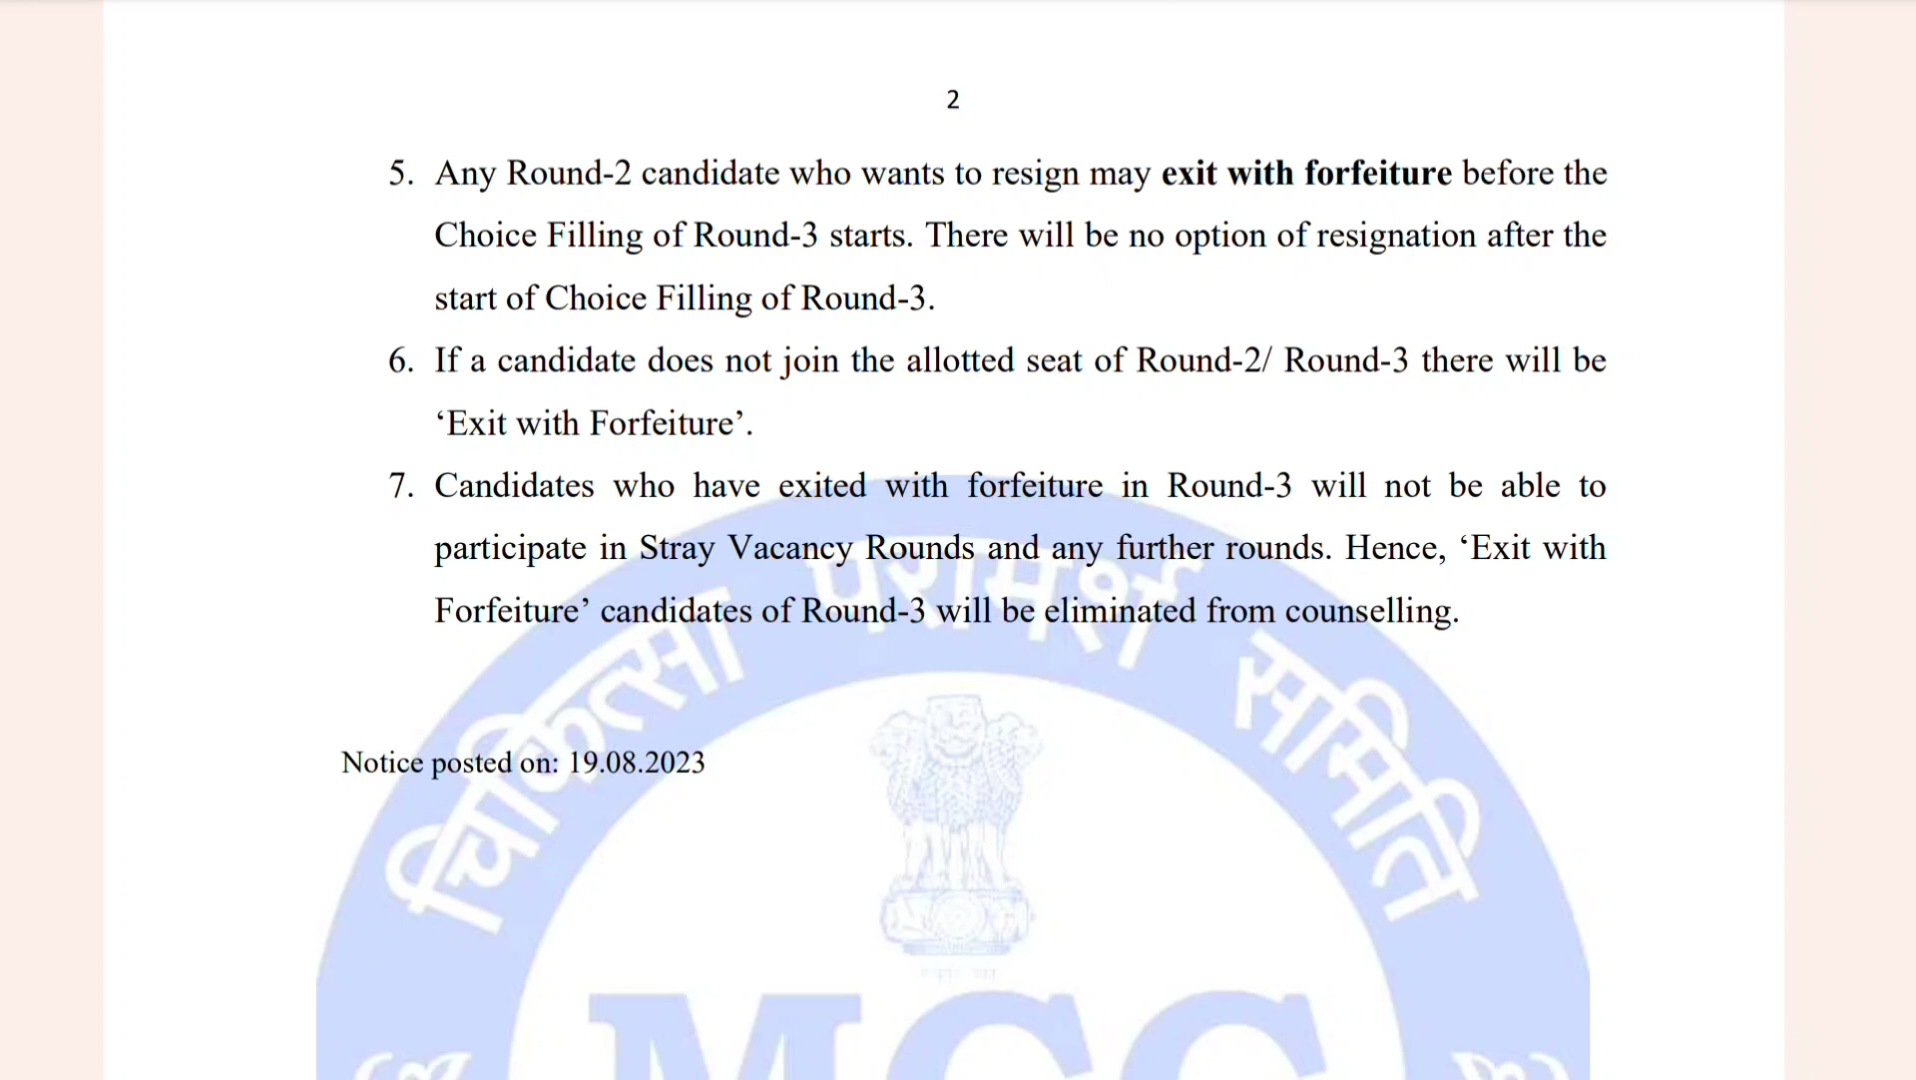 2
5. Any Round-2 candidate who wants to resign may exit with forfeiture before the
Choice Filling of Round-3 starts. There will be no option of resignation after the
start of Choice Filling of Round-3.
6. If a candidate does not join the allotted seat of Round-2/ Round-3 there will be
‘Exit with Forfeiture’.
7. Candidates who have exited with forfeiture in Round-3 will not be able to
participate in Stray Vacancy Rounds and any further rounds. Hence, ‘Exit with
Forfeiture’ candidates of Round-3 will be eliminated from counselling.
चिकित्सा परामर्श समिति
Notice posted on: 19.08.2023
MCC